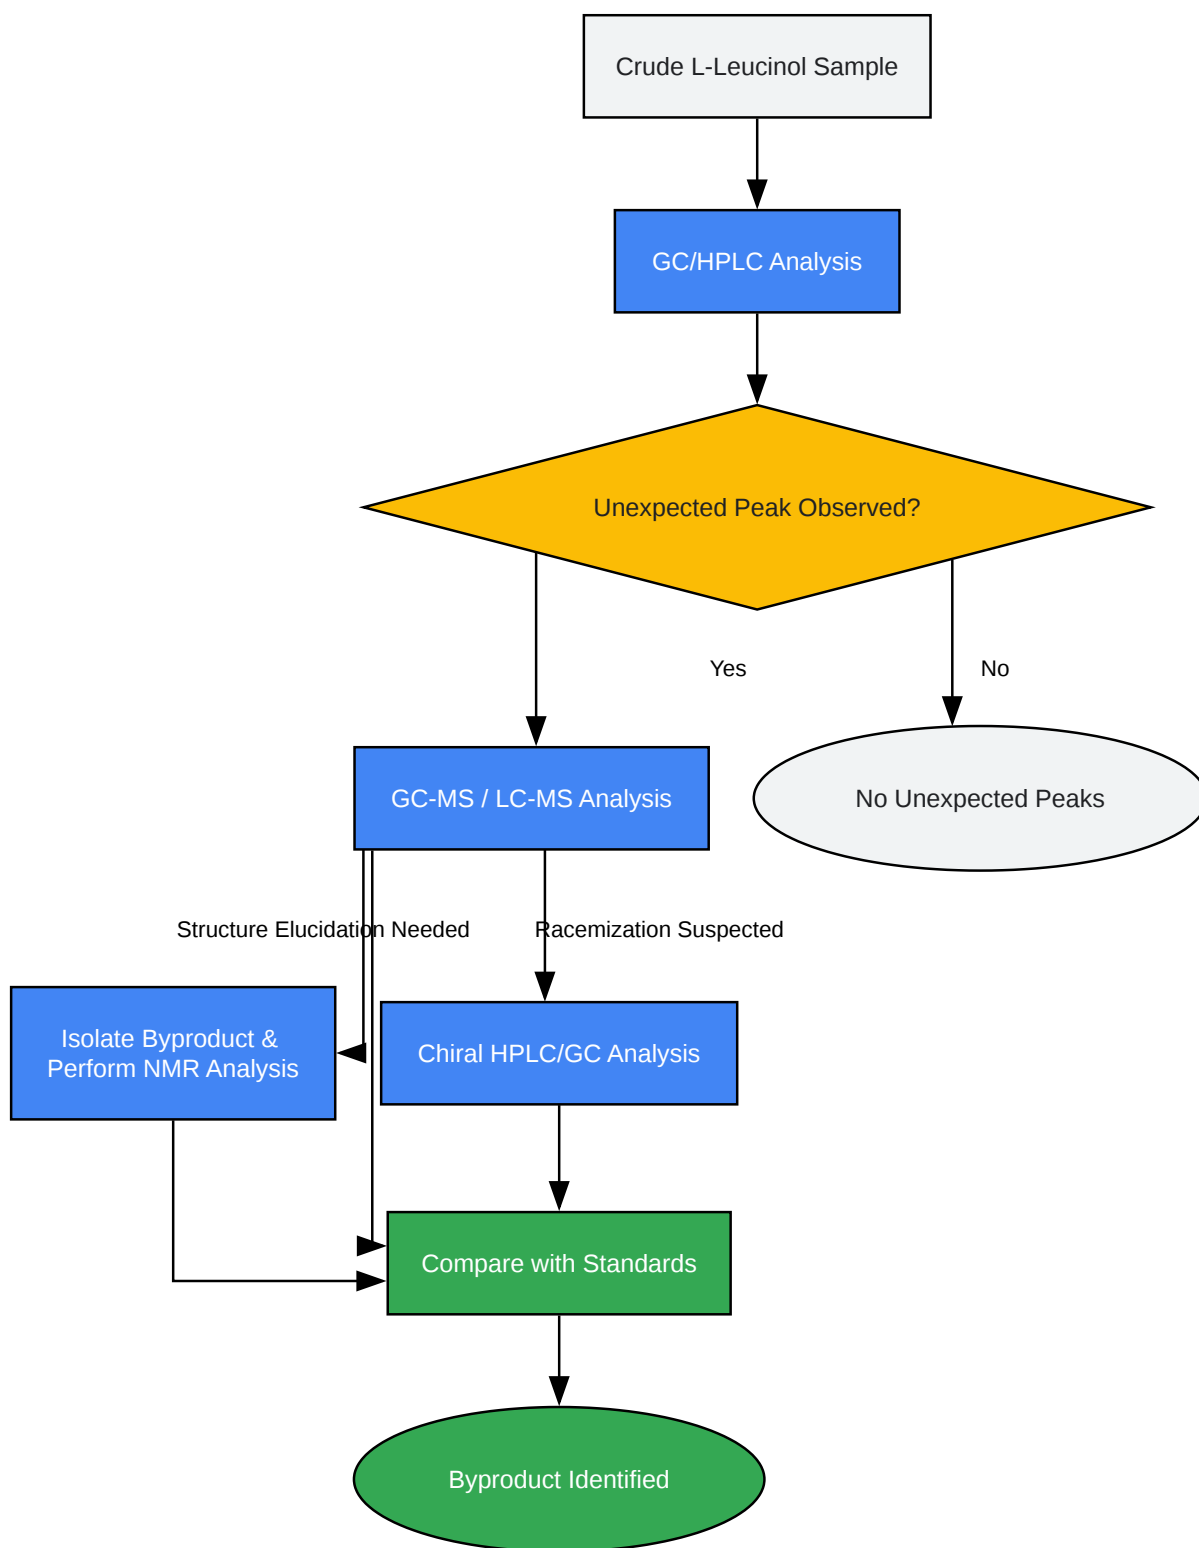 Crude L-Leucinol Sample
GC/HPLC Analysis
Unexpected Peak Observed?
Yes
No
GC-MS / LC-MS Analysis
No Unexpected Peaks
Structure Elucidation Needed
Racemization Suspected
Isolate Byproduct &
Perform NMR Analysis
Chiral HPLC/GC Analysis
Compare with Standards
Byproduct Identified